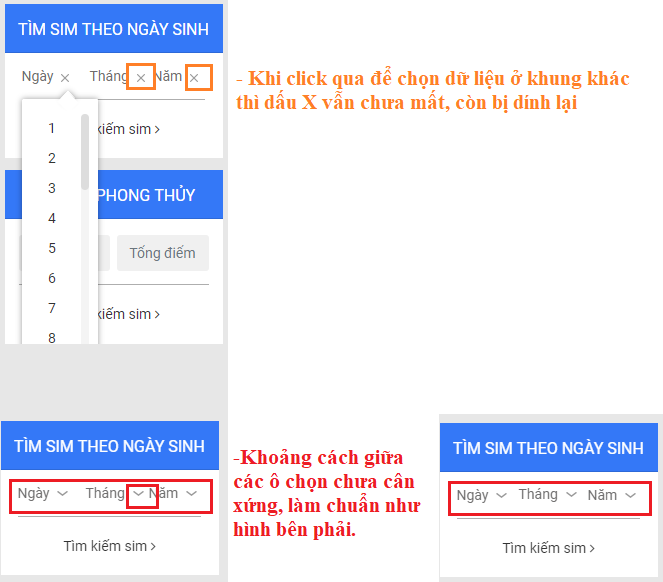 TÌM SIM THEO NGÀY SINH
Ngày Tháng Năm
- Khi click qua để chọn dữ liệu ở khung khác
thì dấu X vẫn chưa mất, còn bị dính lại
1
kiếm sim
2
3
PHONG THỦY
4
5
Tổng điểm
6
7
kiếm sim
8
TÌM SIM THEO NGÀY SINH
Ngày Tháng Năm
Tìm kiếm sim
-Khoảng cách giữa
các ô chọn chưa cân
xứng, làm chuẩn như
hình bên phải.
TÌM SIM THEO NGÀY SINH
Ngày Tháng Năm
Tìm kiếm sim